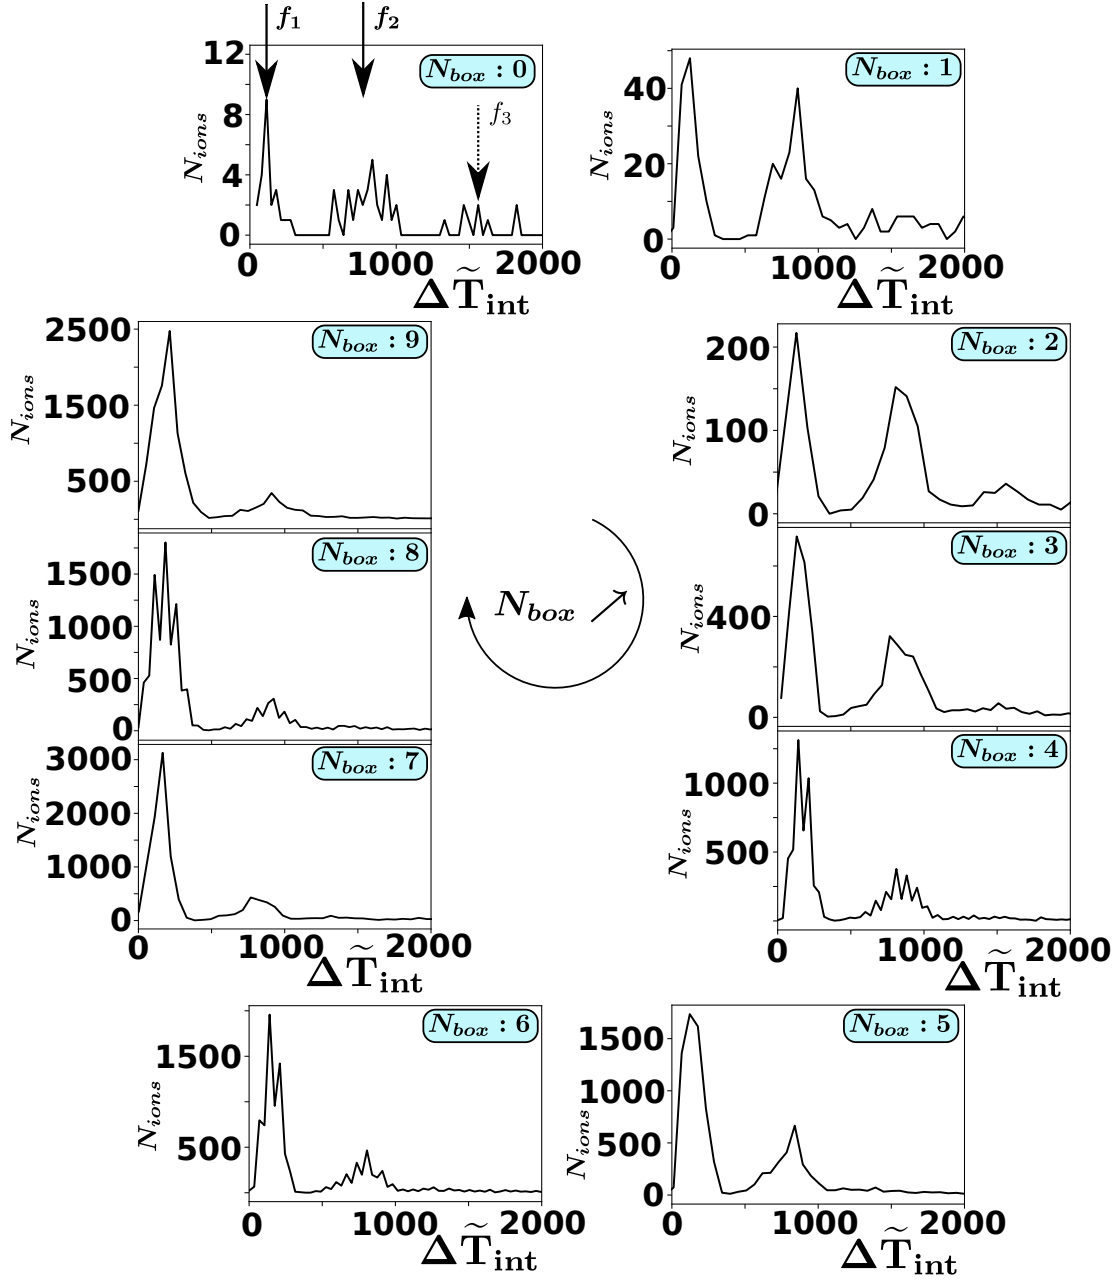 f₁ f₂
12
8
4
0
N_ions
N_box : 0
f₃
0 1000 2000
ΔT̃_int
40
20
0
N_ions
N_box : 1
0 1000 2000
ΔT̃_int
2500
1500
500
N_ions
N_box : 9
200
100
0
N_ions
N_box : 2
1500
1000
500
0
N_ions
N_box : 8
N_box ↗
400
0
N_ions
N_box : 3
3000
2000
1000
0
N_ions
N_box : 7
0 1000 2000
ΔT̃_int
1000
500
N_ions
N_box : 4
0 1000 2000
ΔT̃_int
1500
500
N_ions
N_box : 6
0 1000 2000
ΔT̃_int
1500
1000
500
0
N_ions
N_box : 5
0 1000 2000
ΔT̃_int